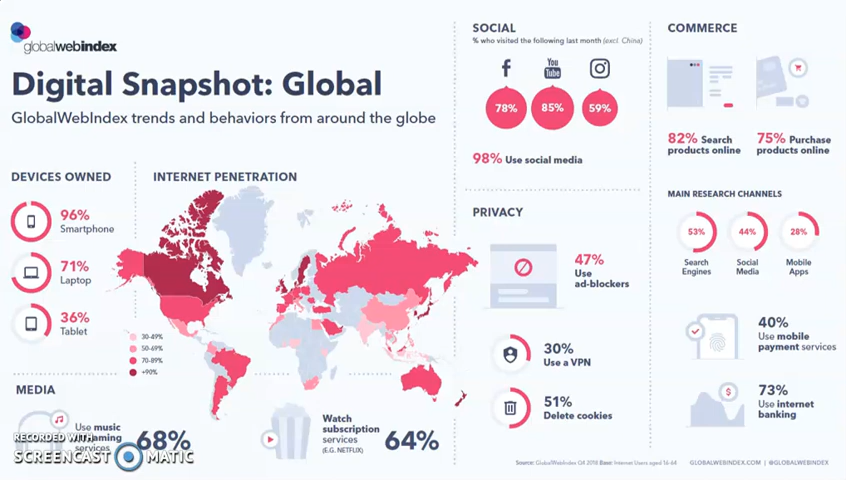 globalwebindex
Digital Snapshot: Global
GlobalWebIndex trends and behaviors from around the globe
DEVICES OWNED
96%
Smartphone
71%
Laptop
36%
Tablet
INTERNET PENETRATION
30-49%
50-69%
70-89%
+90%
MEDIA
Use music
streaming
services
68%
Watch
subscription
services
(E.G. NETFLIX)
64%
RECORDED WITH
SCREENCAST MATIC
SOCIAL
% who visited the following last month (excl. China)
f
You
Tube
78%
85%
59%
98% Use social media
PRIVACY
47%
Use
ad-blockers
30%
Use a VPN
51%
Delete cookies
COMMERCE
82% Search
products online
75% Purchase
products online
MAIN RESEARCH CHANNELS
53%
44%
28%
Search
Engines
Social
Media
Mobile
Apps
40%
Use mobile
payment services
73%
Use internet
banking
Source: GlobalWebIndex Q4 2018 Base: Internet Users aged 16-64
GLOBALWEBINDEX.COM | @GLOBALWEBINDEX